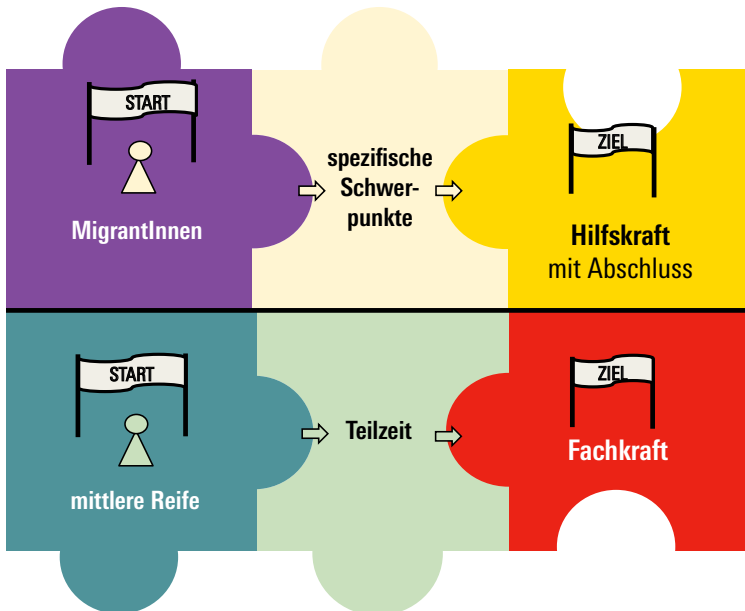 START
MigrantInnen
spezifische
Schwer-
punkte
ZIEL
Hilfskraft
mit Abschluss
START
mittlere Reife
Teilzeit
ZIEL
Fachkraft